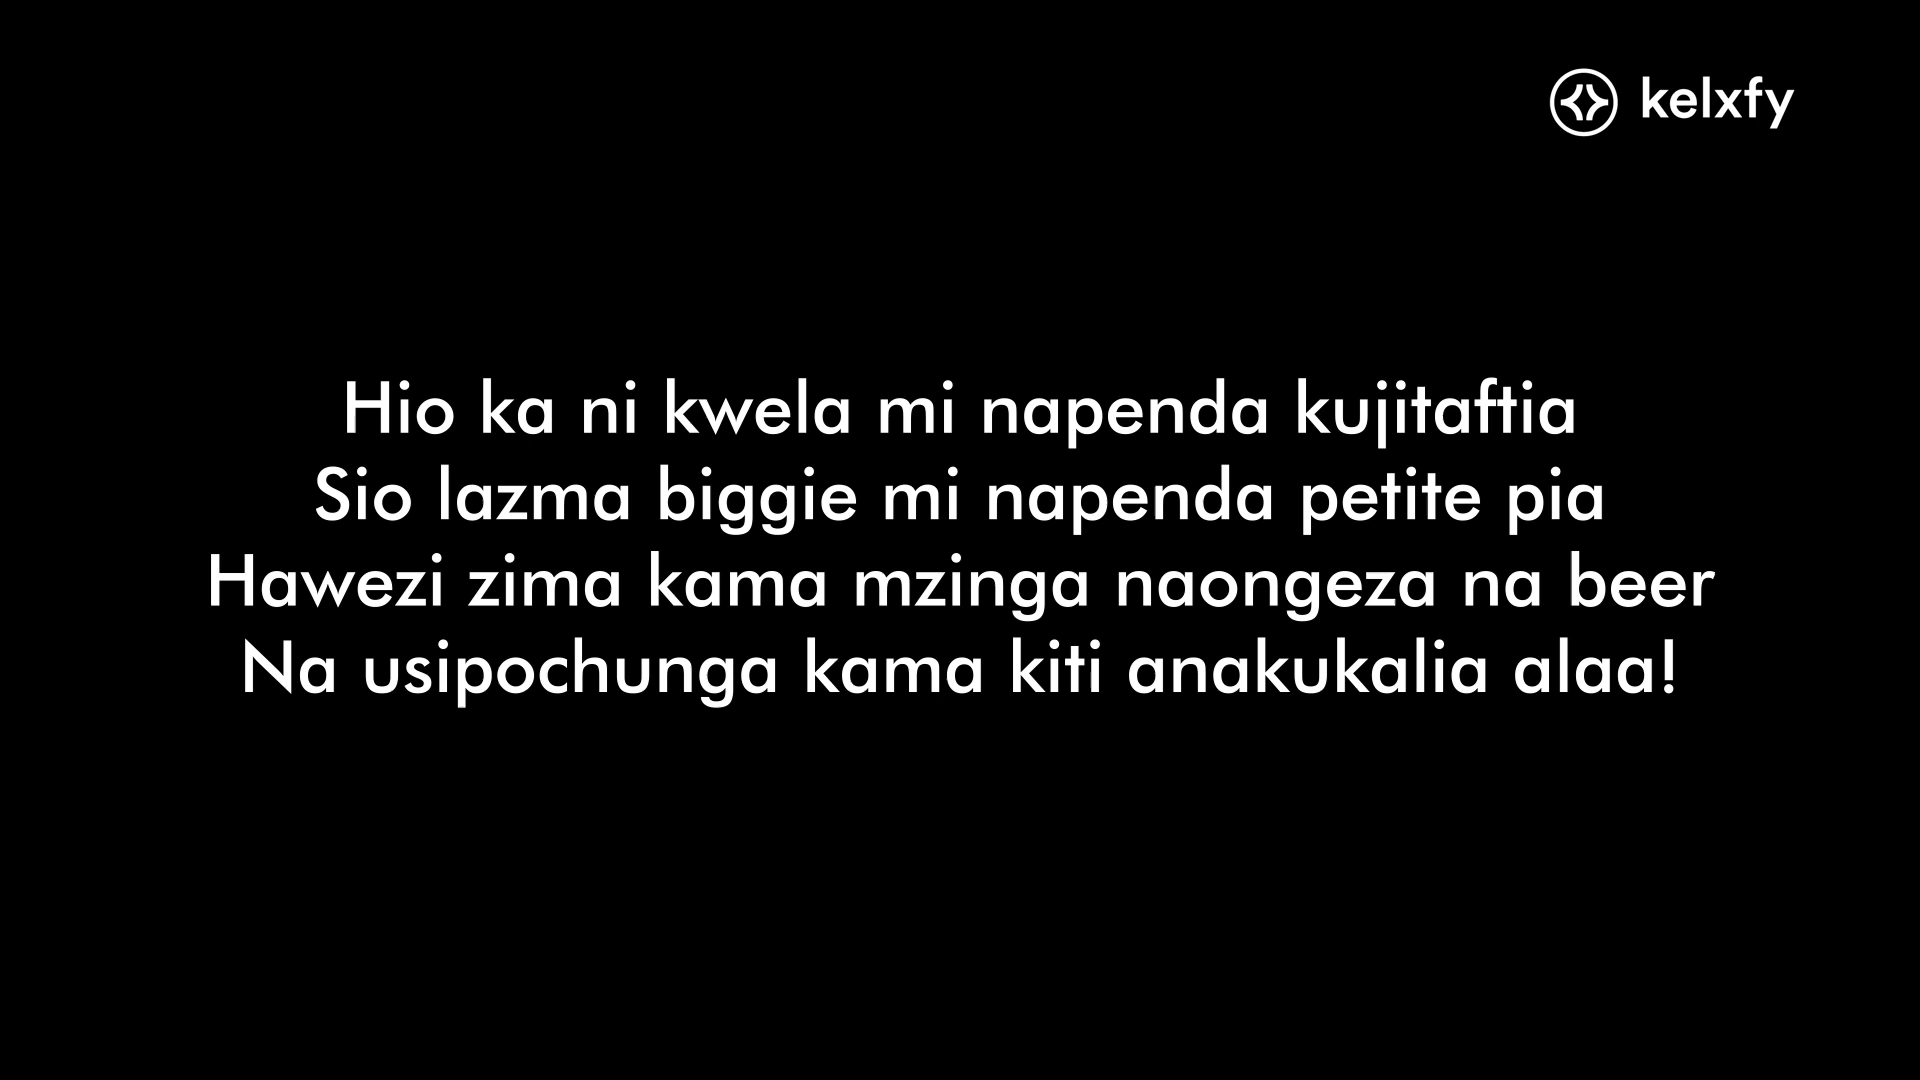 kelxfy
Hio ka ni kwela mi napenda kujitaftia
Sio lazma biggie mi napenda petite pia
Hawezi zima kama mzinga naongeza na beer
Na usipochunga kama kiti anakukalia alaa!